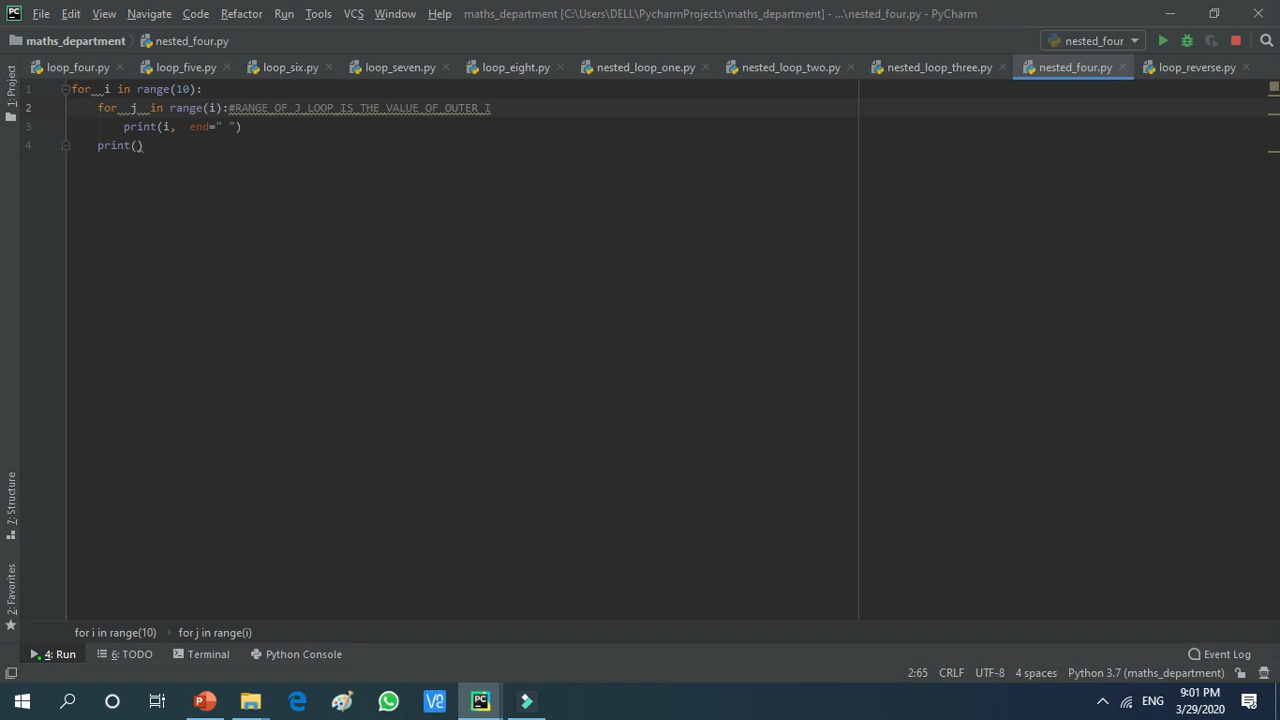 PC File Edit View Navigate Code Refactor Run Tools VCS Window Help maths_department [C:\Users\DELL\PycharmProjects\maths_department] - ...\nested_four.py - PyCharm
maths_department nested_four.py nested_four
loop_four.py loop_five.py loop_six.py loop_seven.py loop_eight.py nested_loop_one.py nested_loop_two.py nested_loop_three.py nested_four.py loop_reverse.py
1: Project
1 for  i in range(10):
2 for  j  in range(i):#RANGE OF J LOOP IS THE VALUE OF OUTER I
3 print(i,  end=" ")
4 print()
7: Structure
2: Favorites
for i in range(10) › for j in range(i)
4: Run 6: TODO Terminal Python Console Event Log
2:65 CRLF UTF-8 4 spaces Python 3.7 (maths_department)
PC ENG 9:01 PM
3/29/2020